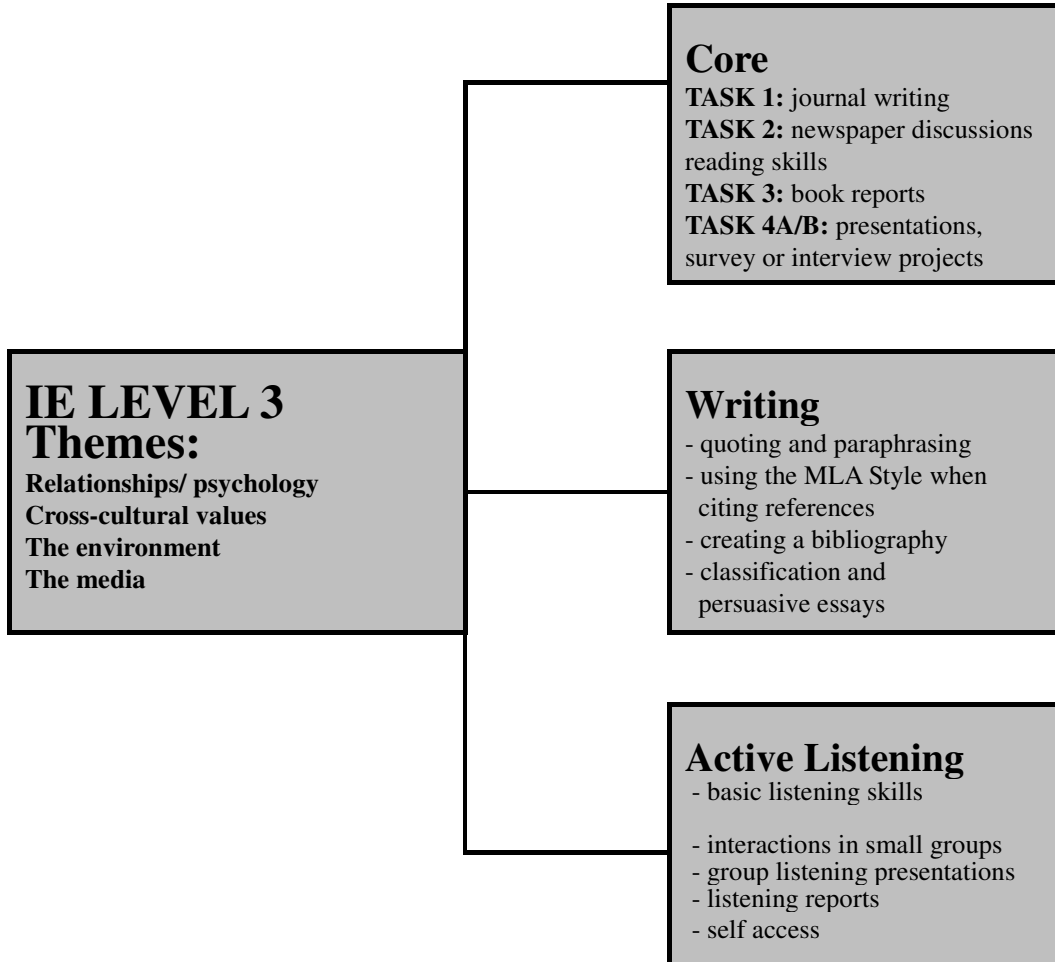 Core
TASK 1: journal writing
TASK 2: newspaper discussions
reading skills
TASK 3: book reports
TASK 4A/B: presentations,
survey or interview projects
IE LEVEL 3
Themes:
Relationships/ psychology
Cross-cultural values
The environment
The media
Writing
- quoting and paraphrasing
- using the MLA Style when
citing references
- creating a bibliography
- classification and
persuasive essays
Active Listening
- basic listening skills
- interactions in small groups
- group listening presentations
- listening reports
- self access